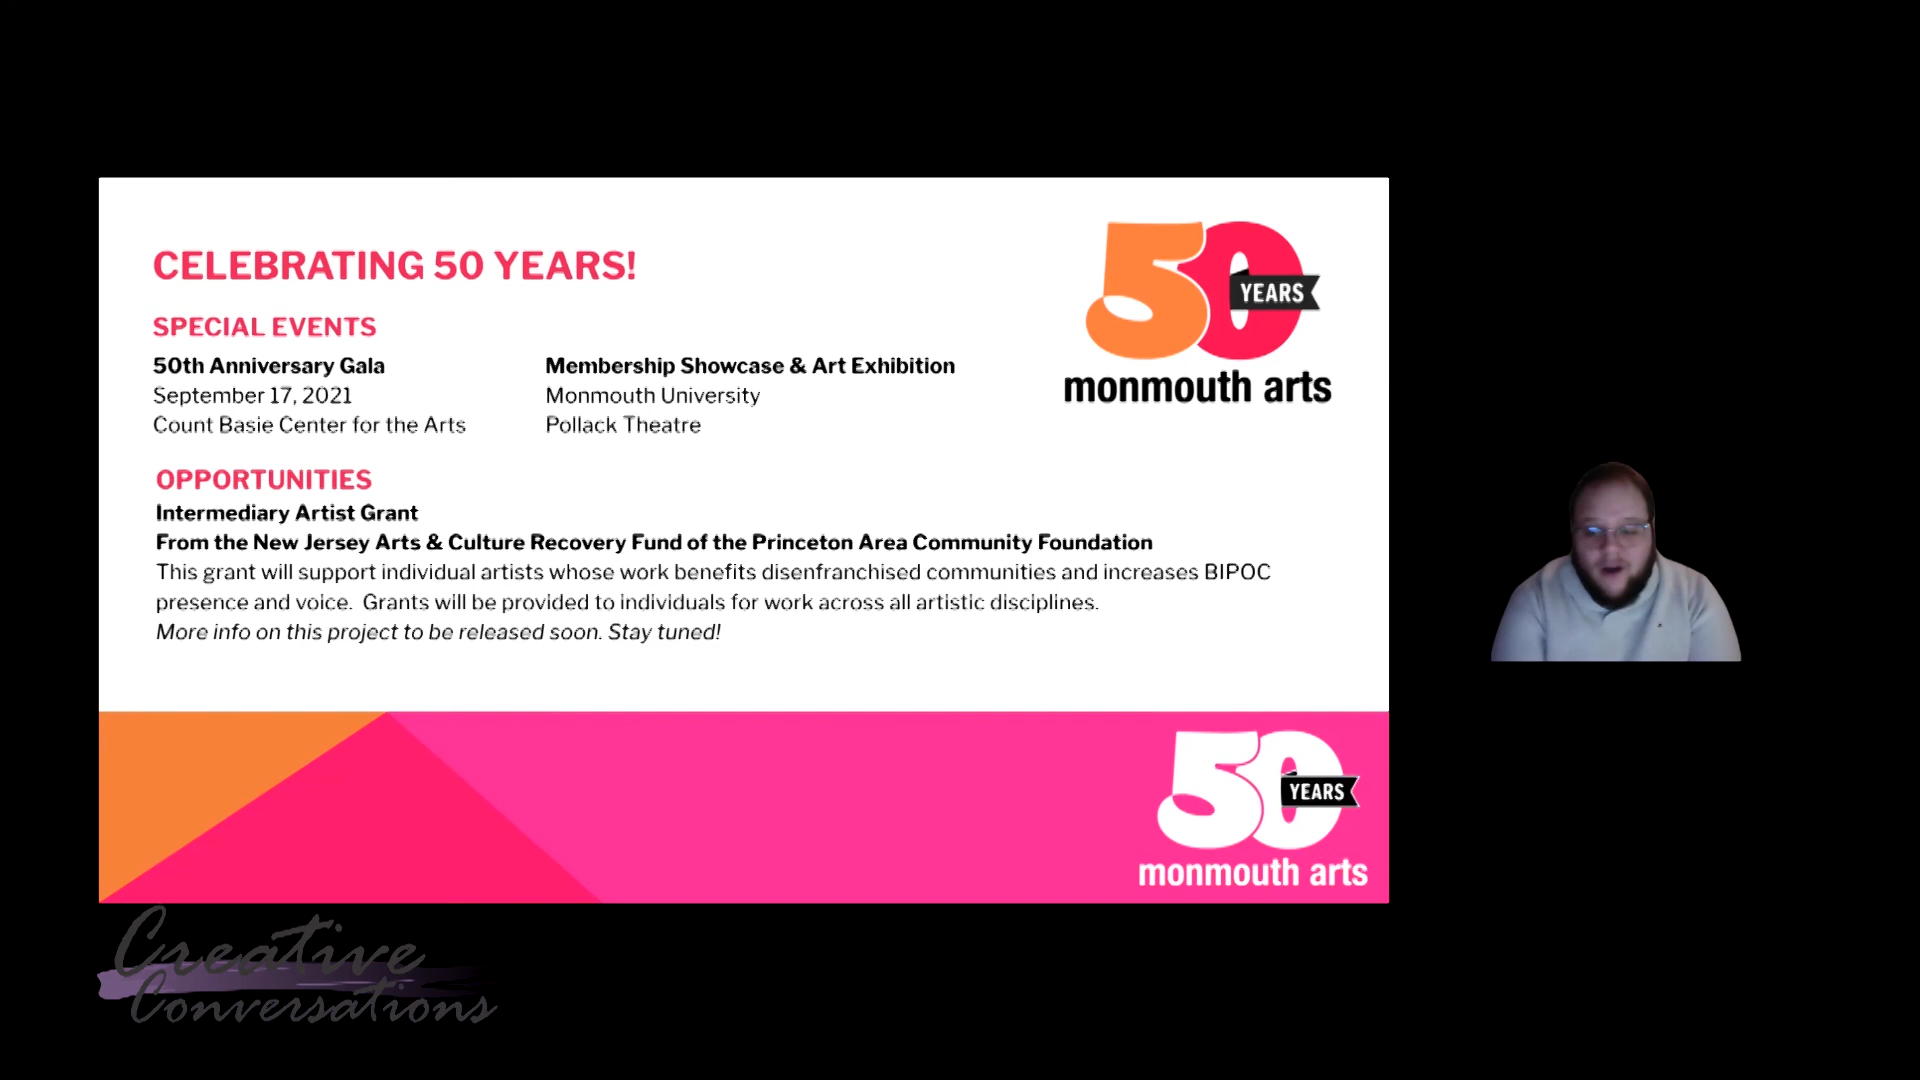 CELEBRATING 50 YEARS!
SPECIAL EVENTS
50th Anniversary Gala
September 17, 2021
Count Basie Center for the Arts
Membership Showcase & Art Exhibition
Monmouth University
Pollack Theatre
50 YEARS
monmouth arts
OPPORTUNITIES
Intermediary Artist Grant
From the New Jersey Arts & Culture Recovery Fund of the Princeton Area Community Foundation
This grant will support individual artists whose work benefits disenfranchised communities and increases BIPOC
presence and voice.  Grants will be provided to individuals for work across all artistic disciplines.
More info on this project to be released soon. Stay tuned!
50 YEARS
monmouth arts
Creative
Conversations